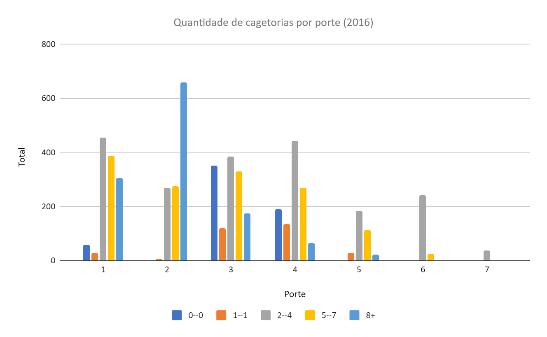 Quantidade de cagetorias por porte (2016)
800
600
400
200
0
Total
1 2 3 4 5 6 7
Porte
0--0 1--1 2--4 5--7 8+